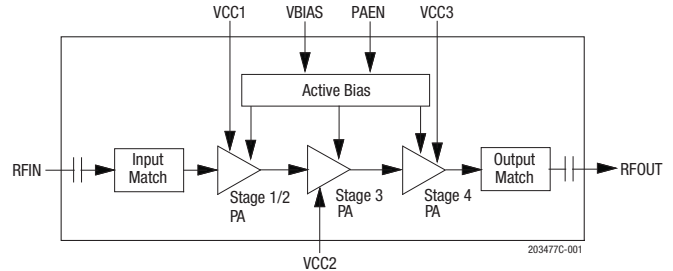 VCC1
VBIAS
PAEN
VCC3
Active Bias
RFIN
Input
Match
Stage 1/2
PA
Stage 3
PA
Stage 4
PA
Output
Match
RFOUT
VCC2
203477C-001